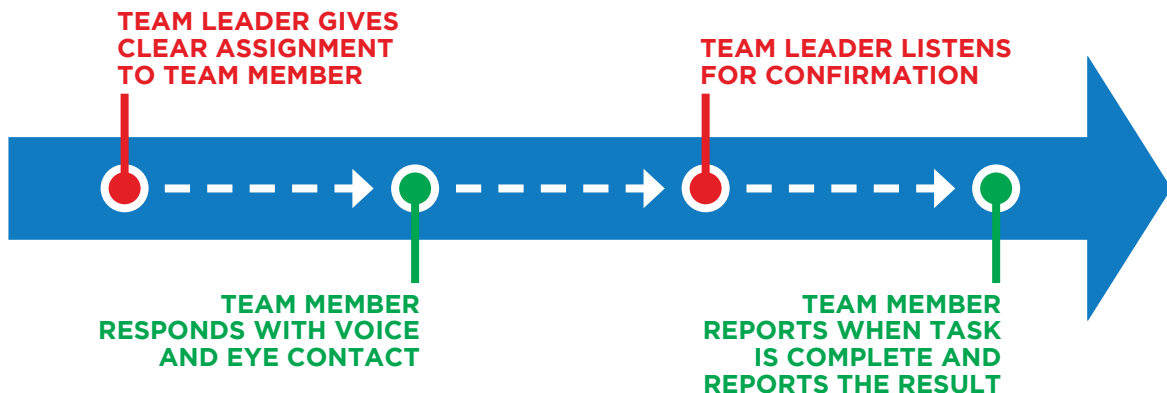 TEAM LEADER GIVES
CLEAR ASSIGNMENT
TO TEAM MEMBER
TEAM MEMBER
RESPONDS WITH VOICE
AND EYE CONTACT
TEAM LEADER LISTENS
FOR CONFIRMATION
TEAM MEMBER
REPORTS WHEN TASK
IS COMPLETE AND
REPORTS THE RESULT